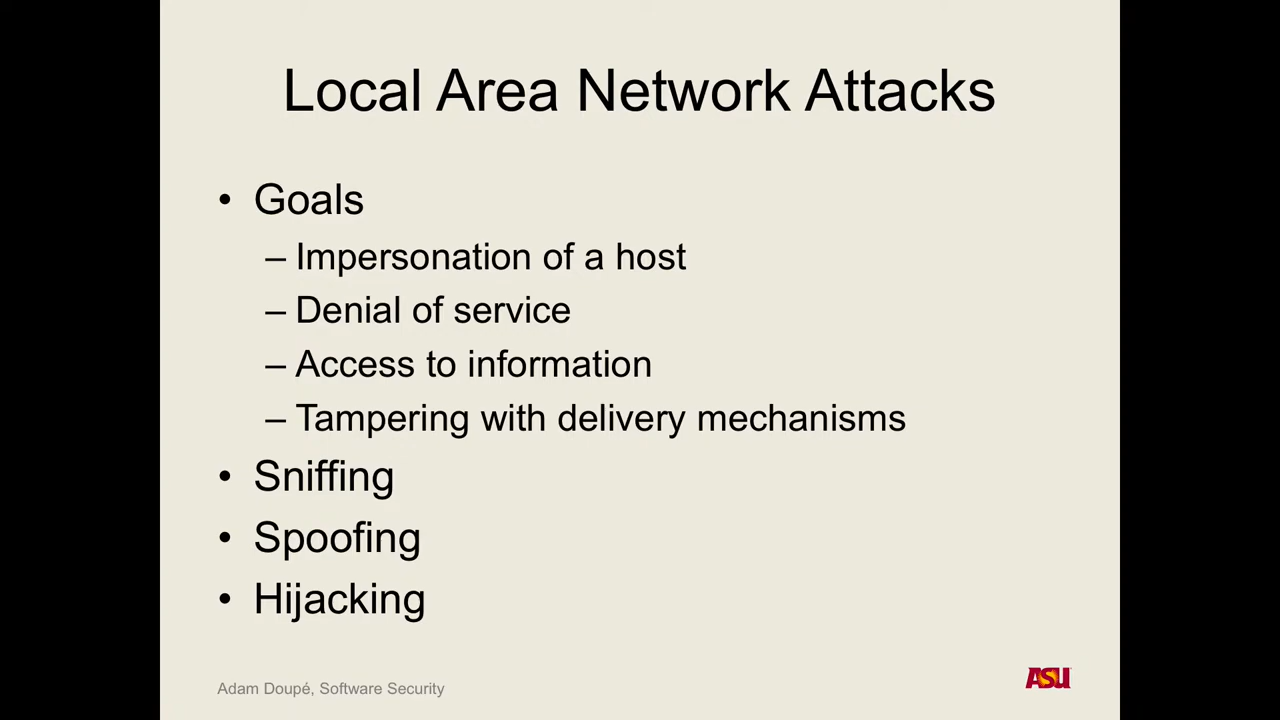 Local Area Network Attacks
• Goals
– Impersonation of a host
– Denial of service
– Access to information
– Tampering with delivery mechanisms
• Sniffing
• Spoofing
• Hijacking
Adam Doupé, Software Security
ASU